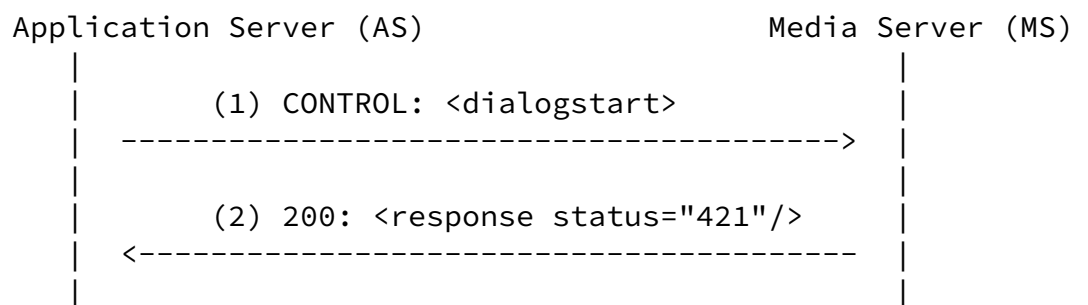 Application Server (AS) Media Server (MS)
(1) CONTROL: <dialogstart>
(2) 200: <response status="421"/>